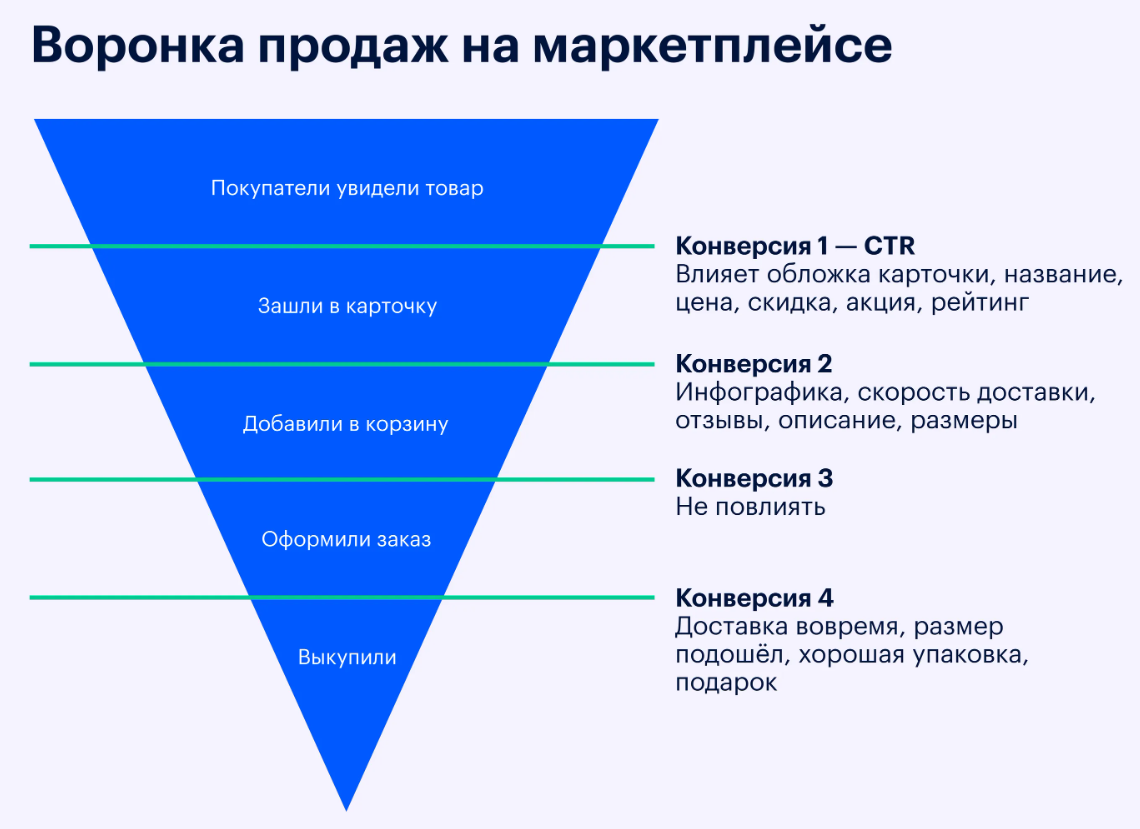 Воронка продаж на маркетплейсе
Покупатели увидели товар
Конверсия 1 — CTR
Влияет обложка карточки, название,
цена, скидка, акция, рейтинг
Зашли в карточку
Конверсия 2
Инфографика, скорость доставки,
отзывы, описание, размеры
Добавили в корзину
Конверсия 3
Не повлиять
Оформили заказ
Конверсия 4
Доставка вовремя, размер
подошёл, хорошая упаковка,
подарок
Выкупили